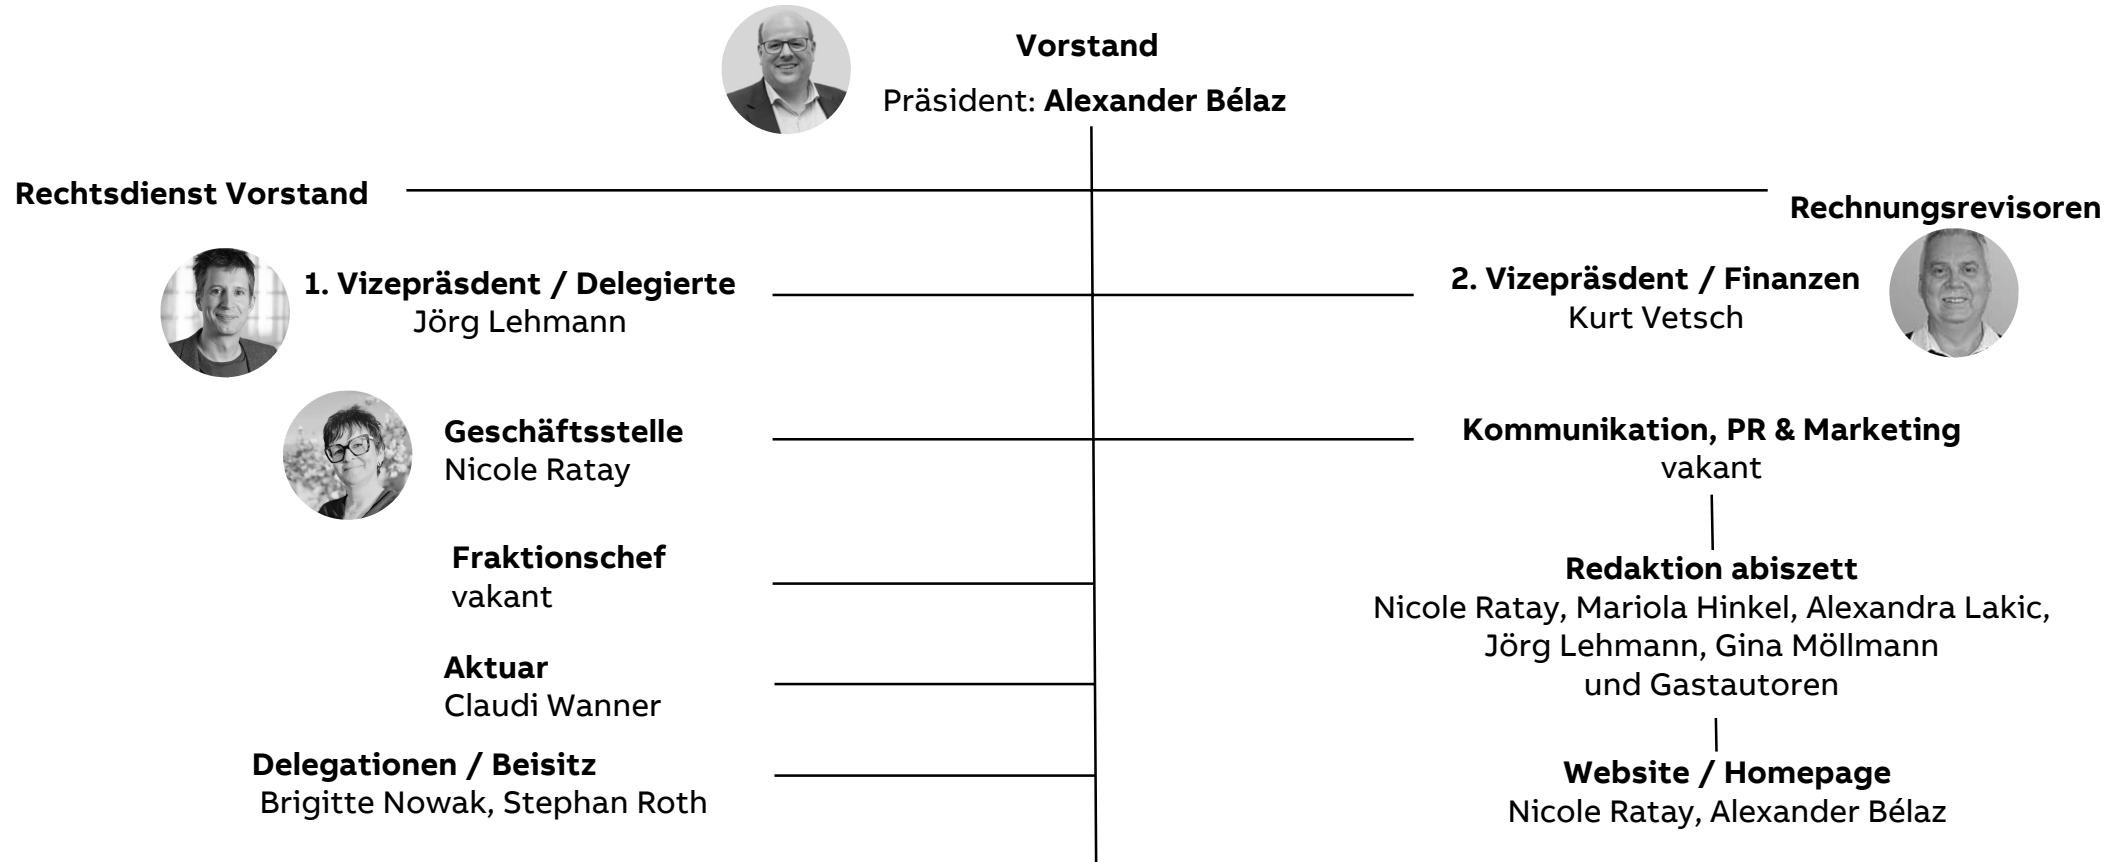 Vorstand
Präsident: Alexander Bélaz
Rechtsdienst Vorstand
Rechnungsrevisoren
1. Vizepräsdent / Delegierte
Jörg Lehmann
2. Vizepräsdent / Finanzen
Kurt Vetsch
Geschäftsstelle
Nicole Ratay
Kommunikation, PR & Marketing
vakant
Fraktionschef
vakant
Redaktion abiszett
Nicole Ratay, Mariola Hinkel, Alexandra Lakic,
Jörg Lehmann, Gina Möllmann
und Gastautoren
Aktuar
Claudi Wanner
Delegationen / Beisitz
Brigitte Nowak, Stephan Roth
Website / Homepage
Nicole Ratay, Alexander Bélaz